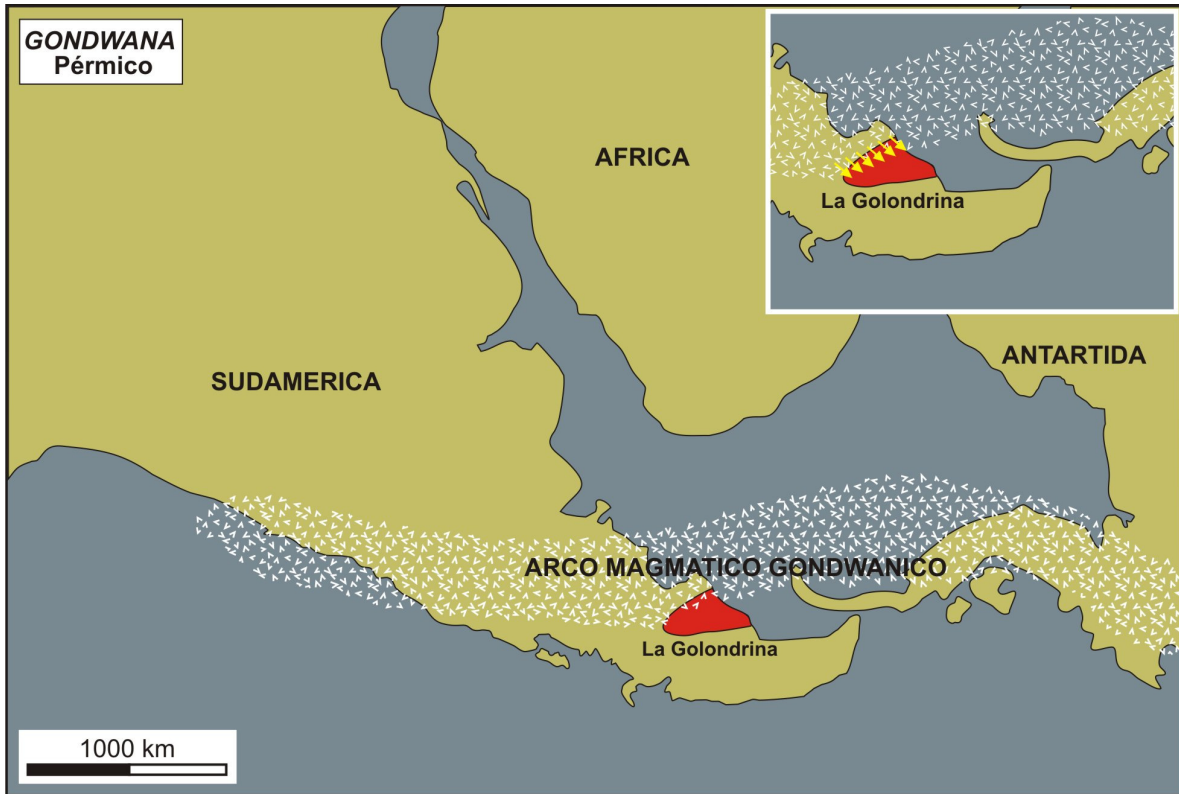 GONDWANA
Pérmico
AFRICA
La Golondrina
SUDAMERICA
ANTARTIDA
ARCO MAGMATICO GONDWANICO
La Golondrina
1000 km